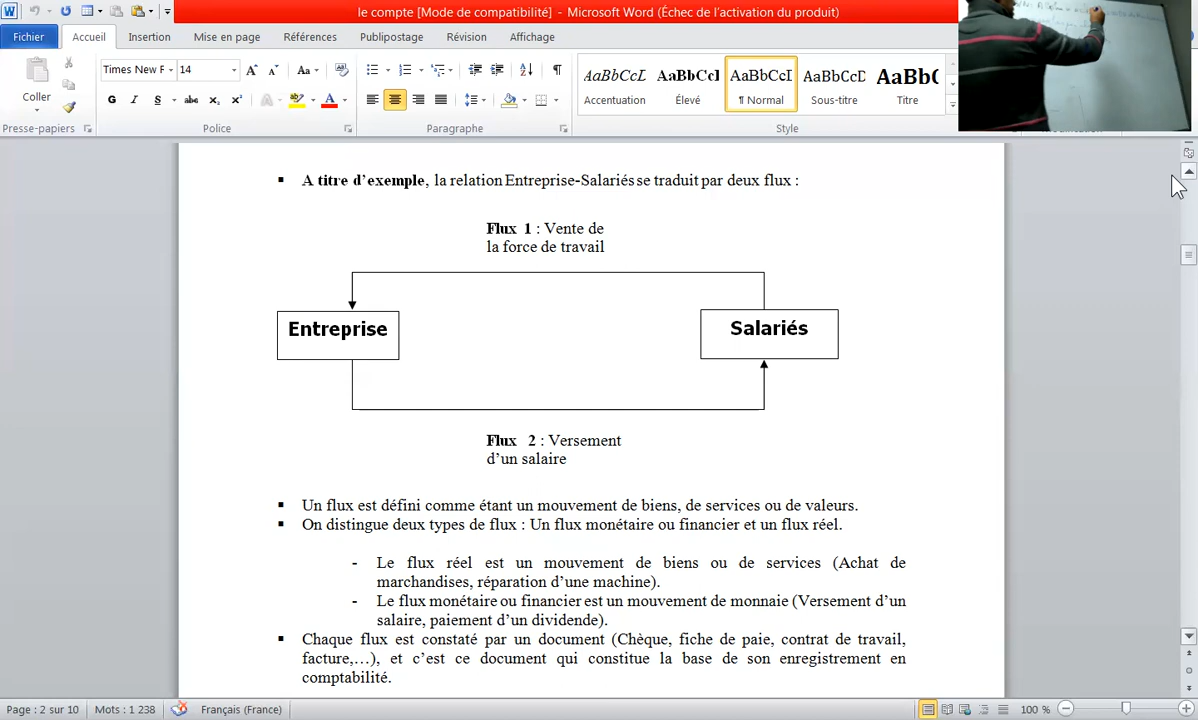 le compte [Mode de compatibilité] - Microsoft Word (Échec de l'activation du produit)
Fichier Accueil Insertion Mise en page Références Publipostage Révision Affichage
Times New F 14
Coller
G I S abc X₂ X² A A
AaBbCcL AaBbCcI AaBbCcD AaBbCcD AaBbC
Accentuation Élevé ¶ Normal Sous-titre Titre
Presse-papiers Police Paragraphe Style
▪ A titre d'exemple, la relation Entreprise-Salariés se traduit par deux flux :
Flux 1 : Vente de
la force de travail
Entreprise Salariés
Flux 2 : Versement
d'un salaire
▪ Un flux est défini comme étant un mouvement de biens, de services ou de valeurs.
▪ On distingue deux types de flux : Un flux monétaire ou financier et un flux réel.
- Le flux réel est un mouvement de biens ou de services (Achat de
marchandises, réparation d'une machine).
- Le flux monétaire ou financier est un mouvement de monnaie (Versement d'un
salaire, paiement d'un dividende).
▪ Chaque flux est constaté par un document (Chèque, fiche de paie, contrat de travail,
facture,…), et c'est ce document qui constitue la base de son enregistrement en
comptabilité.
Page : 2 sur 10 Mots : 1 238 Français (France) 100 %